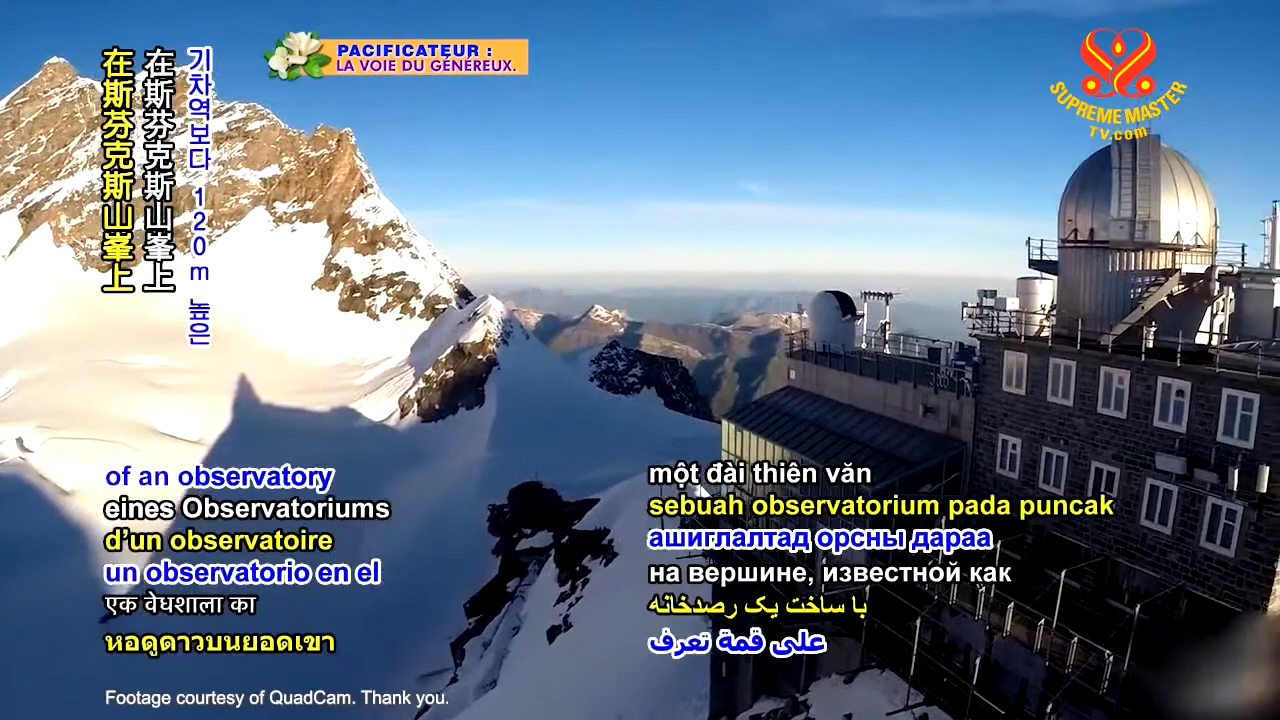 PACIFICATEUR :
LA VOIE DU GÉNÉREUX.
SUPREME MASTER
TV.com
在斯芬克斯山峯上
在斯芬克斯山峯上
기차역보다 120m 높은
of an observatory
eines Observatoriums
d’un observatoire
un observatorio en el
एक वेधशाला का
หอดูดาวบนยอดเขา
một đài thiên văn
sebuah observatorium pada puncak
ашиглалтад орсны дараа
на вершине, известной как
با ساخت یک رصدخانه
على قمة تعرف
Footage courtesy of QuadCam. Thank you.